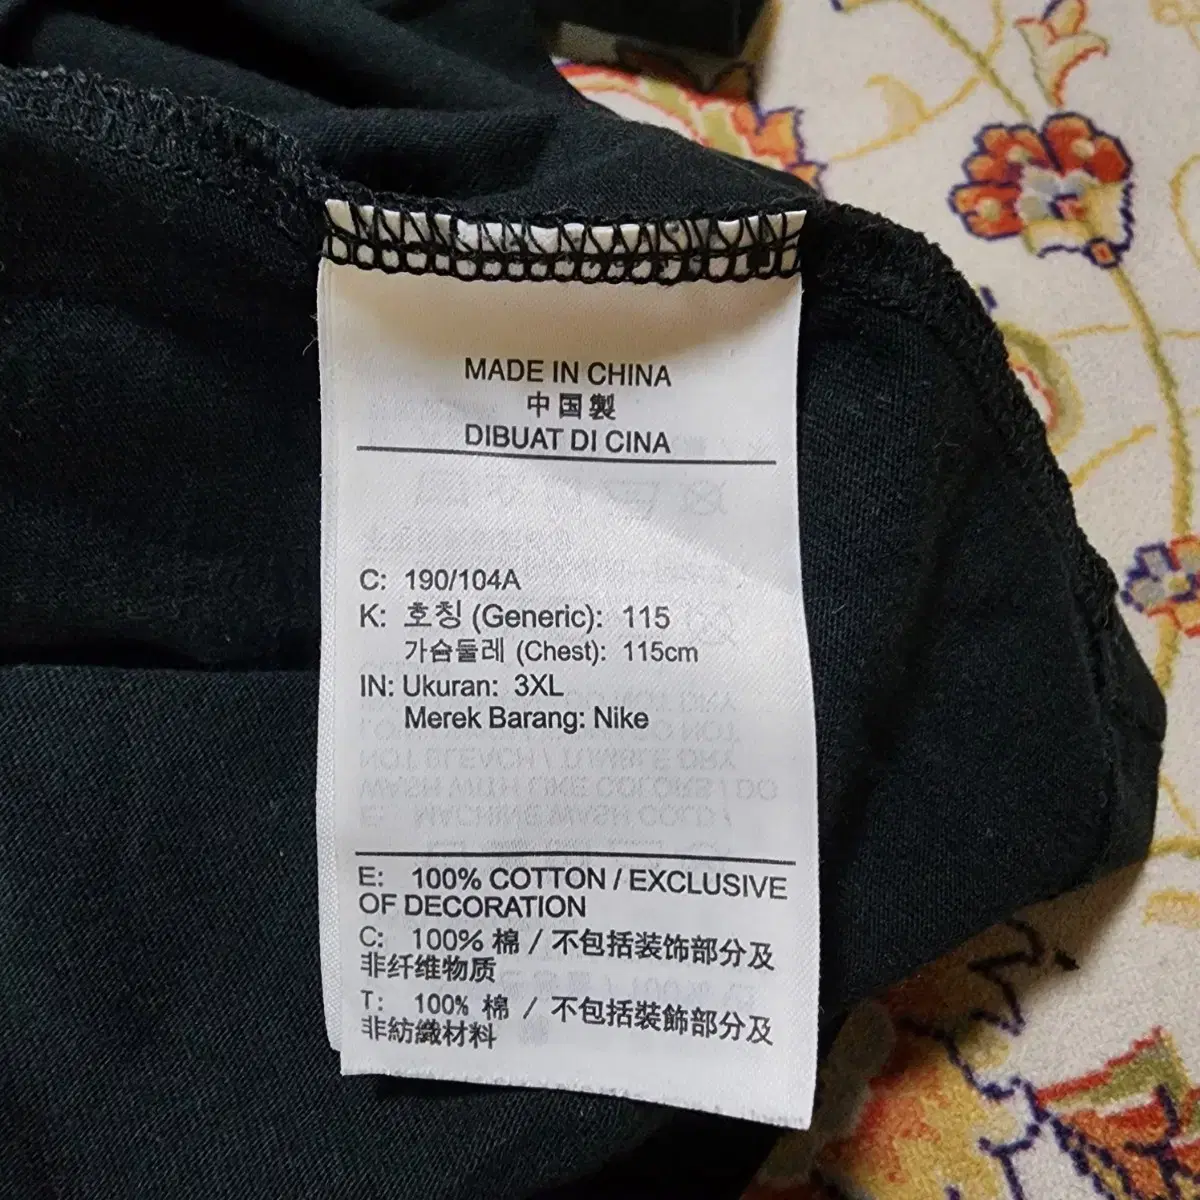 MADE IN CHINA
中国製
DIBUAT DI CINA
C: 190/104A
K: 호칭 (Generic): 115
가슴둘레 (Chest): 115cm
IN: Ukuran: 3XL
Merek Barang: Nike
E: 100% COTTON / EXCLUSIVE
OF DECORATION
C: 100% 棉 / 不包括装饰部分及
非纤维物质
T: 100% 棉 / 不包括裝飾部分及
非紡織材料